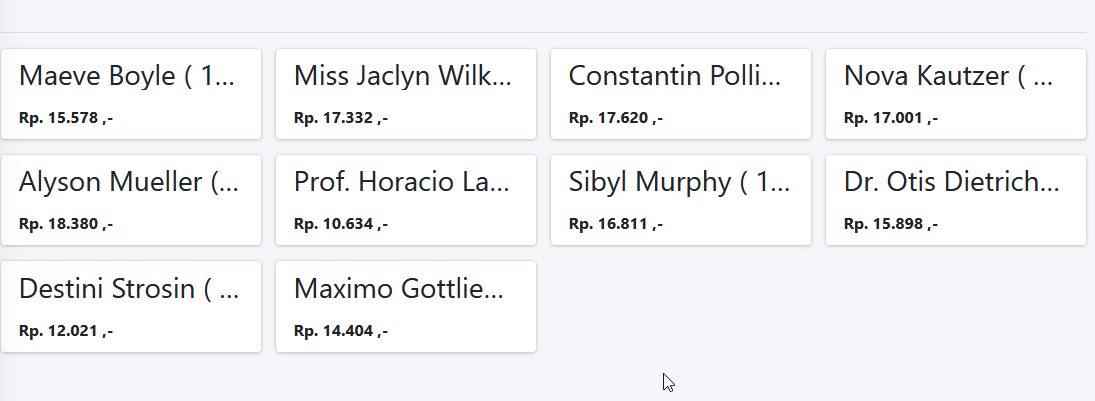 Maeve Boyle ( 1...
Rp. 15.578 ,-
Miss Jaclyn Wilk...
Rp. 17.332 ,-
Constantin Polli...
Rp. 17.620 ,-
Nova Kautzer ( ...
Rp. 17.001 ,-
Alyson Mueller (...
Rp. 18.380 ,-
Prof. Horacio La...
Rp. 10.634 ,-
Sibyl Murphy ( 1...
Rp. 16.811 ,-
Dr. Otis Dietrich...
Rp. 15.898 ,-
Destini Strosin ( ...
Rp. 12.021 ,-
Maximo Gottlie...
Rp. 14.404 ,-